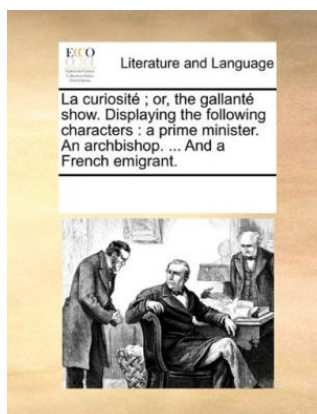 ECCO
Literature and Language
La curiosité ; or, the gallanté
show. Displaying the following
characters : a prime minister.
An archbishop. ... And a
French emigrant.